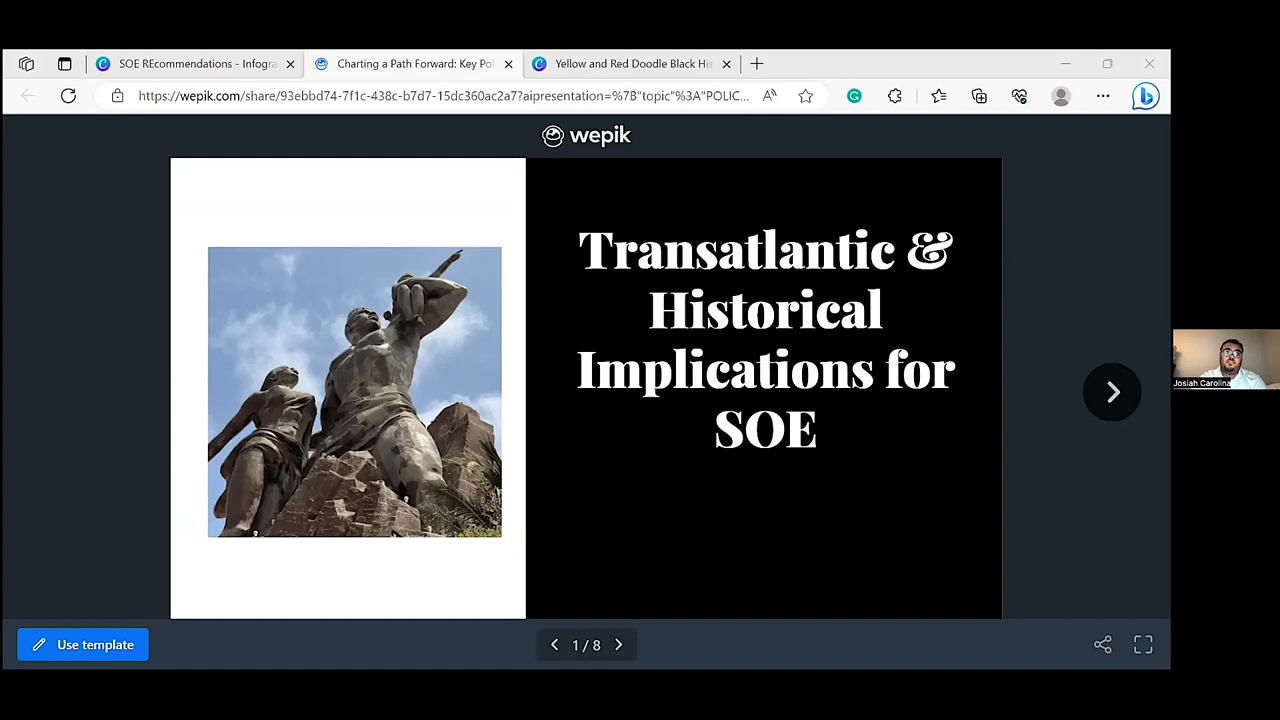 SOE REcommendations - Infogra
Charting a Path Forward: Key Pol
Yellow and Red Doodle Black His
https://wepik.com/share/93ebbd74-7f1c-438c-b7d7-15dc360ac2a7?aipresentation=%7B"topic"%3A"POLIC...
wepik
Transatlantic &
Historical
Implications for
SOE
Josiah Carolina
Use template
1/8